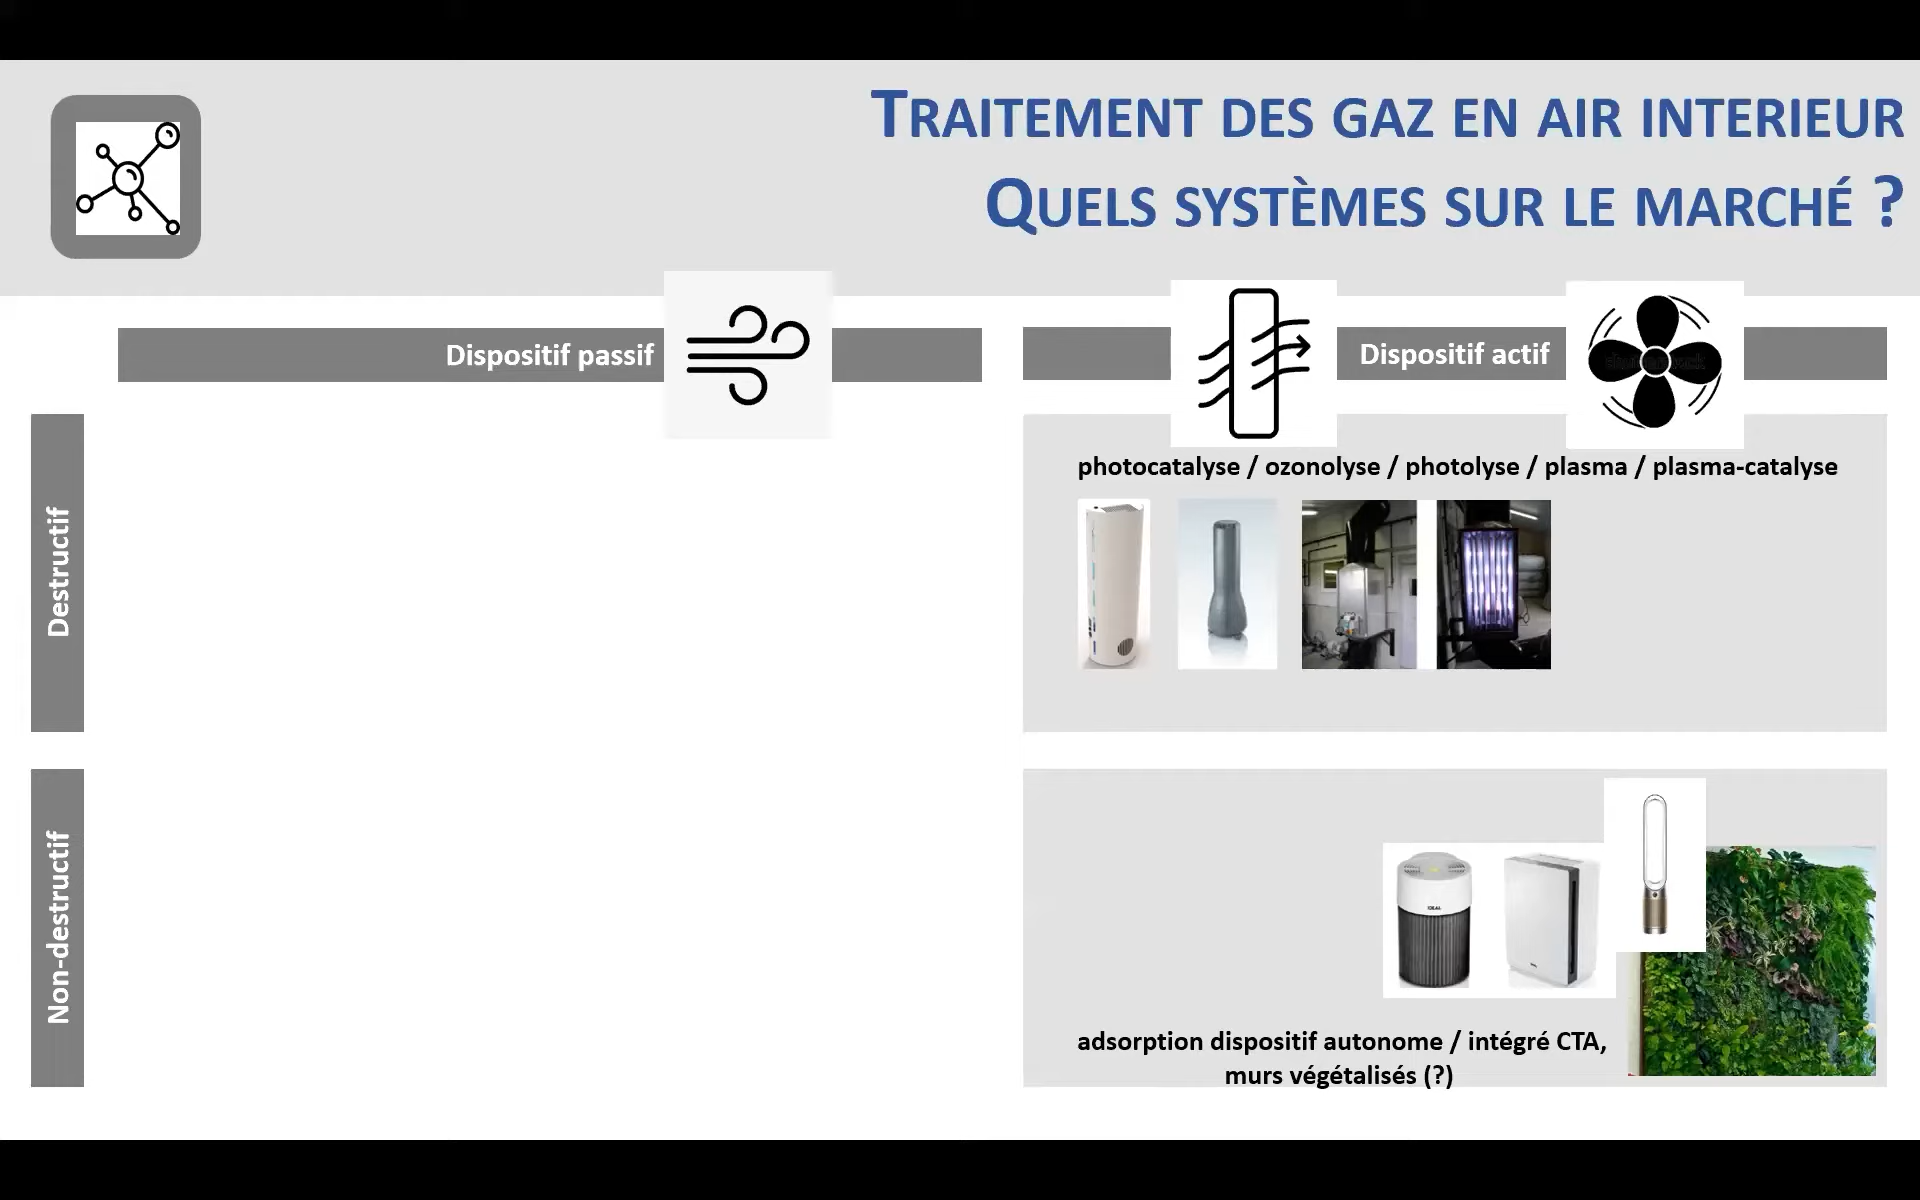 TRAITEMENT DES GAZ EN AIR INTERIEUR
QUELS SYSTÈMES SUR LE MARCHÉ ?
Dispositif passif
Dispositif actif
Destructif
photocatalyse / ozonolyse / photolyse / plasma / plasma-catalyse
Non-destructif
IDEAL
adsorption dispositif autonome / intégré CTA,
murs végétalisés (?)